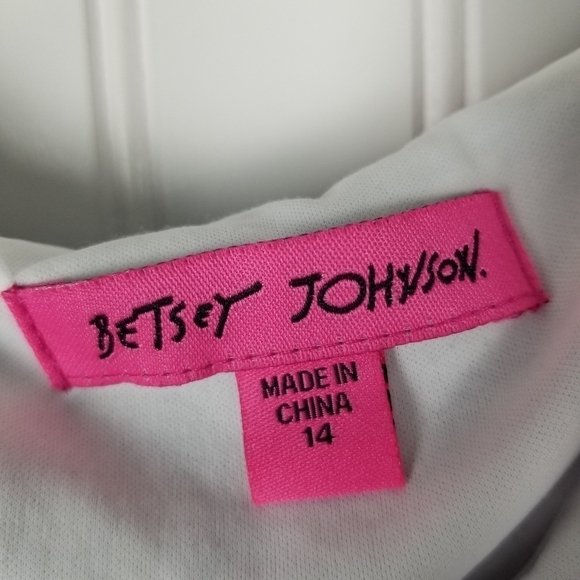 BETSEY JOHNSON.
MADE IN
CHINA
14